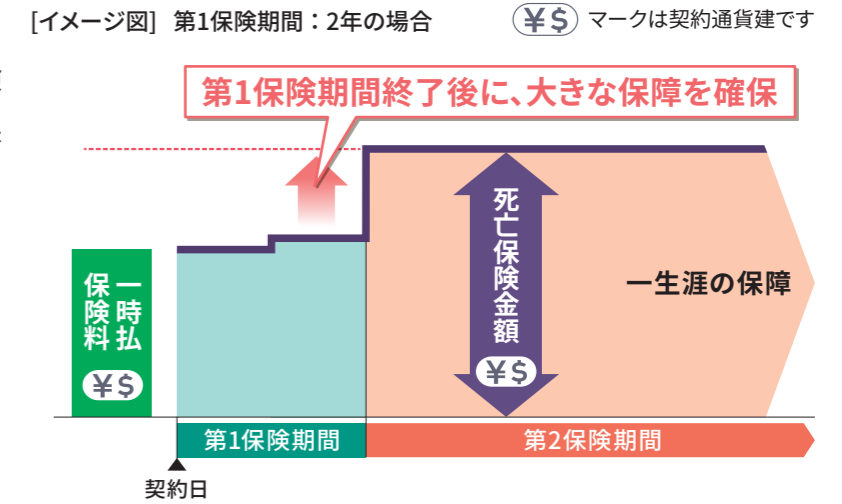 [イメージ図] 第1保険期間：2年の場合
¥$ マークは契約通貨建です
第1保険期間終了後に、大きな保障を確保
一時払
保険料
¥$
死亡保険金額
¥$
一生涯の保障
第1保険期間
第2保険期間
契約日